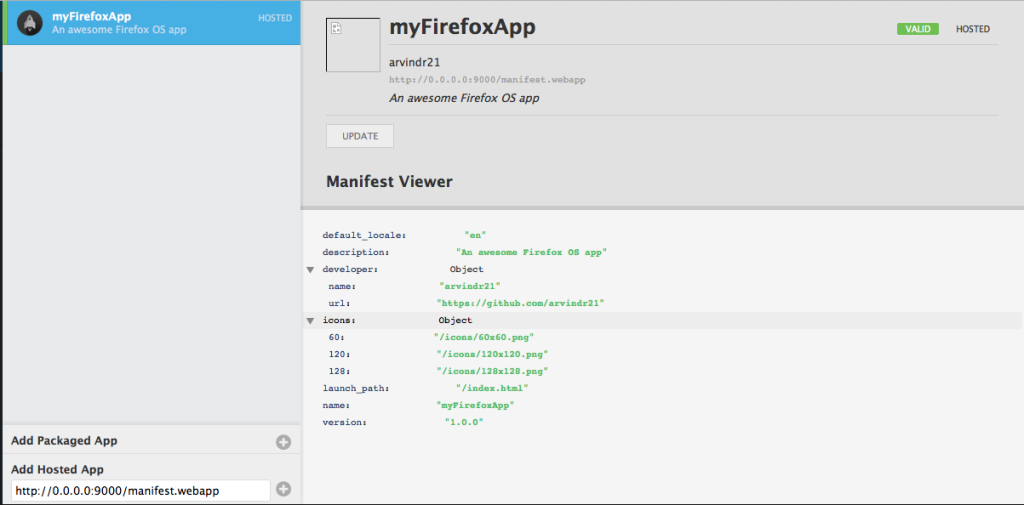 myFirefoxApp
HOSTED
An awesome Firefox OS app
Add Packaged App
Add Hosted App
http://0.0.0.0:9000/manifest.webapp
myFirefoxApp
VALID HOSTED
arvindr21
http://0.0.0.0:9000/manifest.webapp
An awesome Firefox OS app
UPDATE
Manifest Viewer
default_locale: "en"
description: "An awesome Firefox OS app"
developer: Object
name: "arvindr21"
url: "https://github.com/arvindr21"
icons: Object
60: "/icons/60x60.png"
120: "/icons/120x120.png"
128: "/icons/128x128.png"
launch_path: "/index.html"
name: "myFirefoxApp"
version: "1.0.0"